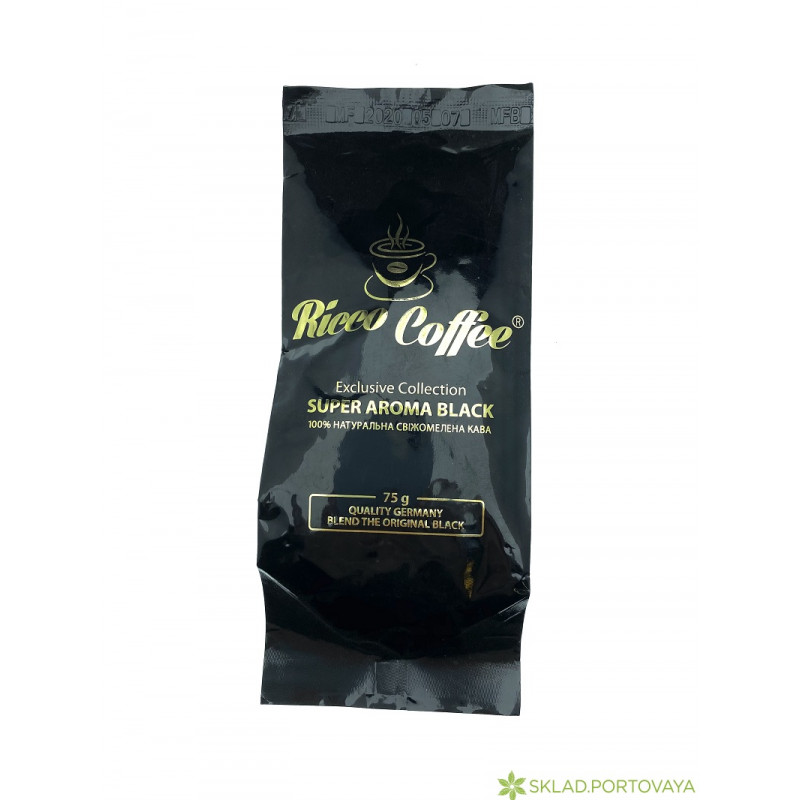 MF 2020 05 07 MFB
Ricco Coffee®
Exclusive Collection
SUPER AROMA BLACK
100% НАТУРАЛЬНА СВІЖОМЕЛЕНА КАВА
75 g
QUALITY GERMANY
BLEND THE ORIGINAL BLACK
SKLAD.PORTOVAYA